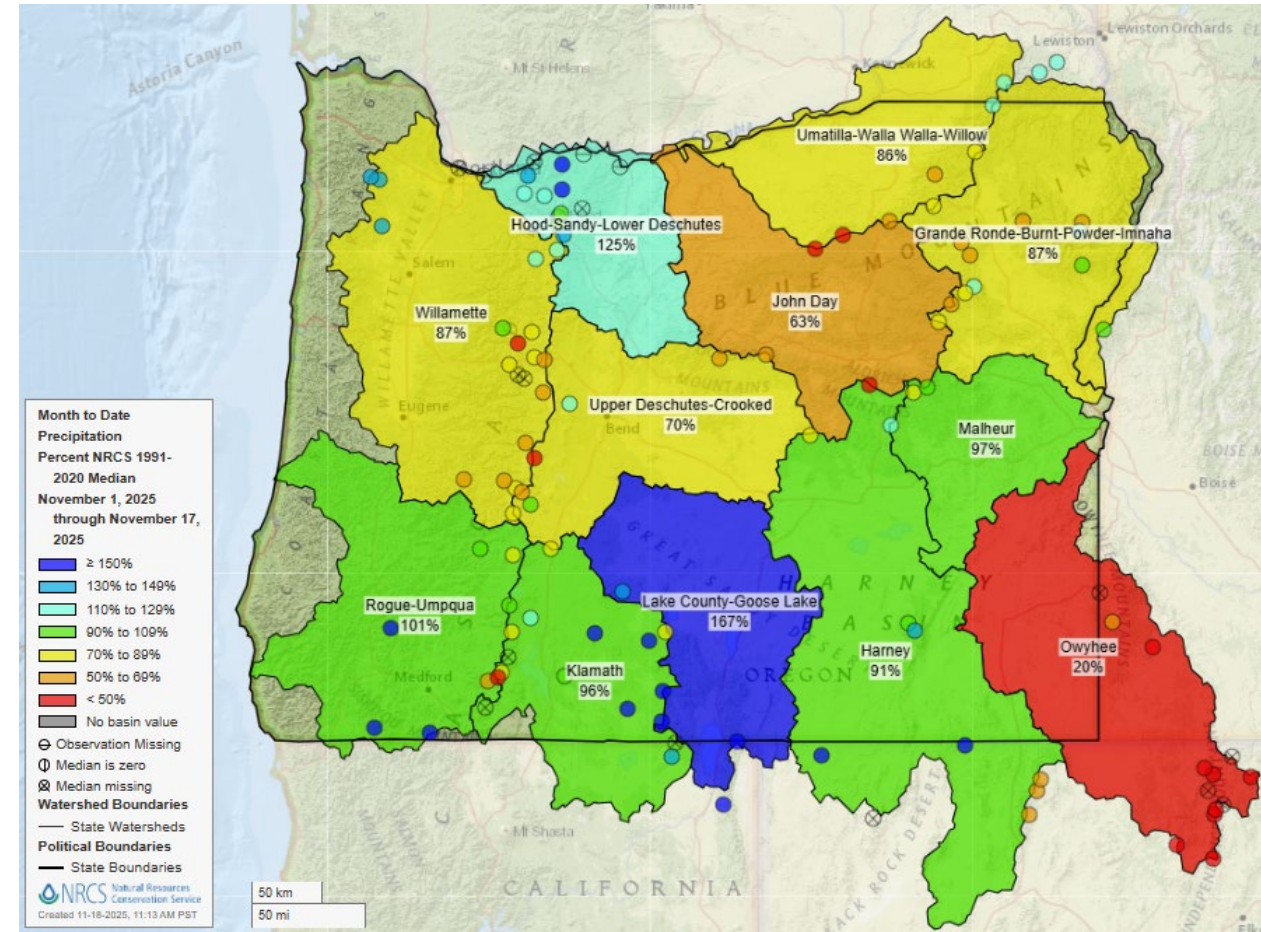 Astoria Canyon
Mt St Helens
Lewiston Orchards
Lewiston
Umatilla-Walla Walla-Willow
86%
Hood-Sandy-Lower Deschutes
125%
Grande Ronde-Burnt-Powder-Imnaha
87%
WILLAMETTE VALLEY
Salem
BLUE MOUNTAINS
John Day
63%
Willamette
87%
MOUNTAINS
Eugene
Upper Deschutes-Crooked
70%
Bend
Malheur
97%
BOISE
Boise
GREAT SANDY DESERT
HARNEY
BASIN
Rogue-Umpqua
101%
Lake County-Goose Lake
167%
Klamath
96%
OREGON
Harney
91%
Owyhee
20%
Medford
Mt Shasta
CALIFORNIA
BLACK ROCK DESERT
Month to Date
Precipitation
Percent NRCS 1991-
2020 Median
November 1, 2025
through November 17,
2025
≥ 150%
130% to 149%
110% to 129%
90% to 109%
70% to 89%
50% to 69%
< 50%
No basin value
Observation Missing
Median is zero
Median missing
Watershed Boundaries
State Watersheds
Political Boundaries
State Boundaries
NRCS Natural Resources
Conservation Service
Created 11-18-2025, 11:13 AM PST
50 km
50 mi